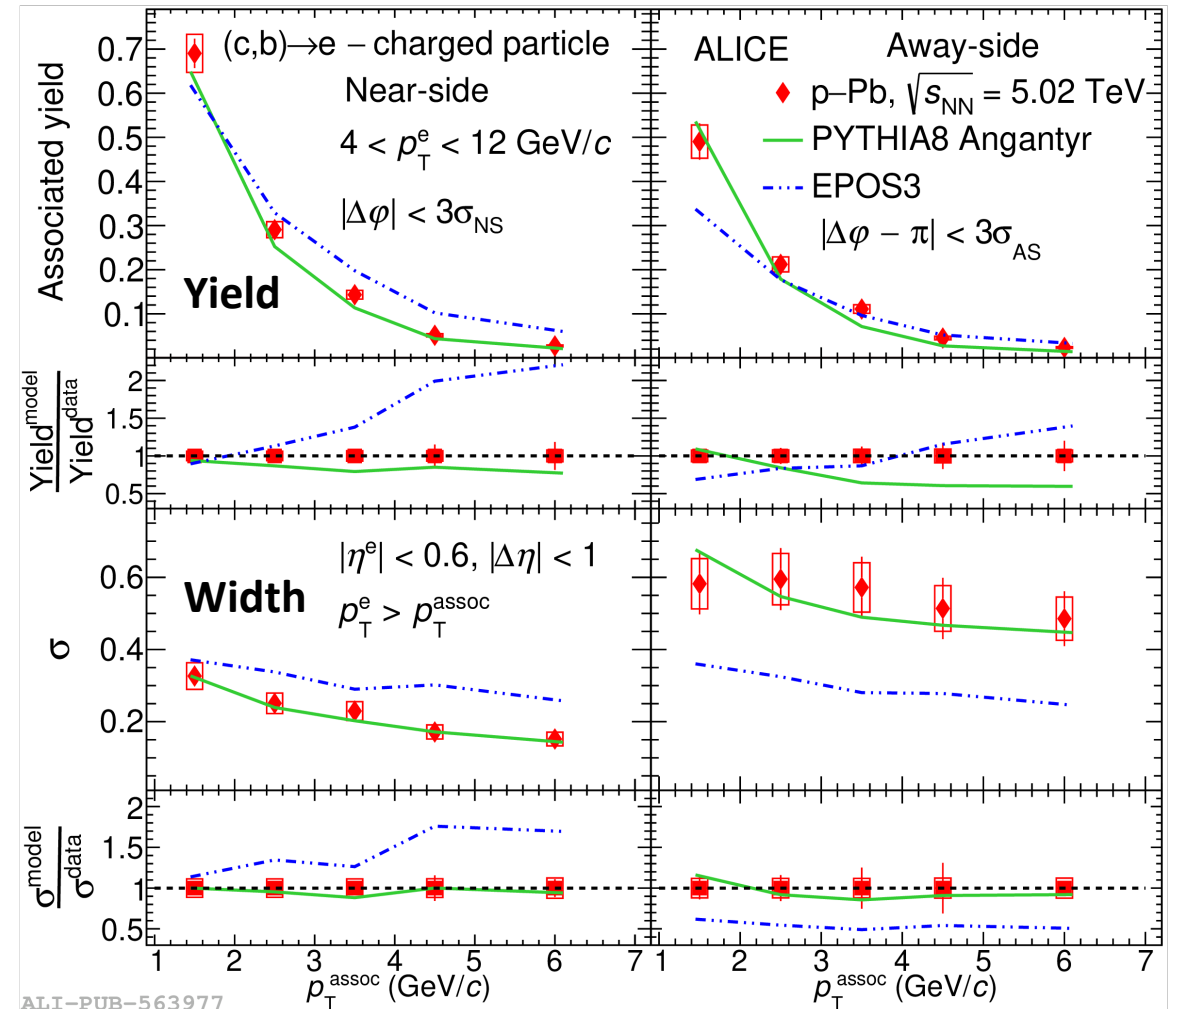 (c,b)→e – charged particle
Near-side
4 < p_T^e < 12 GeV/c
|Δφ| < 3σ_NS
Yield
Associated yield
0.7
0.6
0.5
0.4
0.3
0.2
0.1
ALICE
Away-side
p–Pb, √s_NN = 5.02 TeV
PYTHIA8 Angantyr
EPOS3
|Δφ − π| < 3σ_AS
Yield^model
Yield^data
2
1.5
1
0.5
|η^e| < 0.6, |Δη| < 1
p_T^e > p_T^assoc
Width
σ
0.6
0.4
0.2
σ^model
σ^data
2
1.5
1
0.5
1 2 3 4 5 6 7
1 2 3 4 5 6 7
p_T^assoc (GeV/c)
p_T^assoc (GeV/c)
ALI−PUB−563977